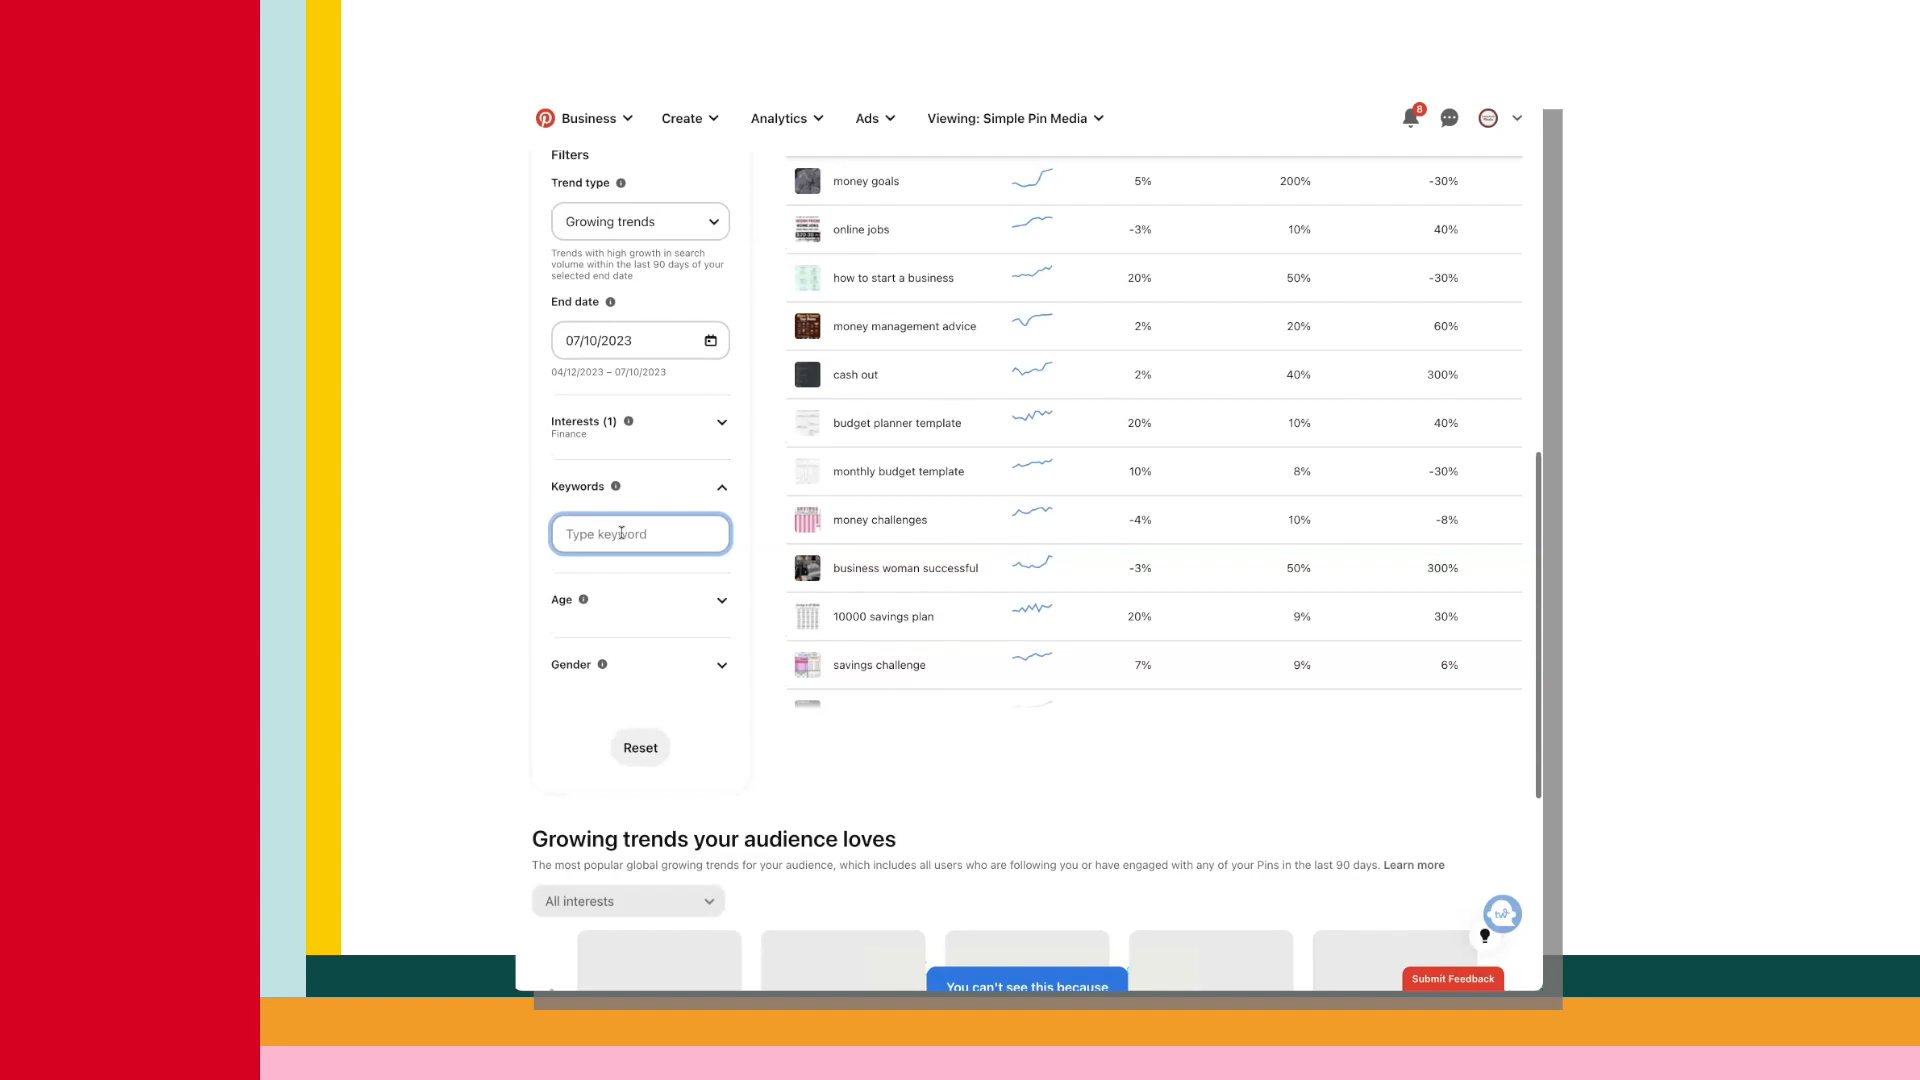 Business
Create
Analytics
Ads
Viewing: Simple Pin Media
8
Filters
Trend type
Growing trends
Trends with high growth in search
volume within the last 90 days of your
selected end date
End date
07/10/2023
04/12/2023 – 07/10/2023
Interests (1)
Finance
Keywords
Type keyword
Age
Gender
Reset
money goals 5% 200% -30%
online jobs -3% 10% 40%
how to start a business 20% 50% -30%
money management advice 2% 20% 60%
cash out 2% 40% 300%
budget planner template 20% 10% 40%
monthly budget template 10% 8% -30%
money challenges -4% 10% -8%
business woman successful -3% 50% 300%
10000 savings plan 20% 9% 30%
savings challenge 7% 9% 6%
Growing trends your audience loves
The most popular global growing trends for your audience, which includes all users who are following you or have engaged with any of your Pins in the last 90 days. Learn more
All interests
tw
You can't see this because
Submit Feedback